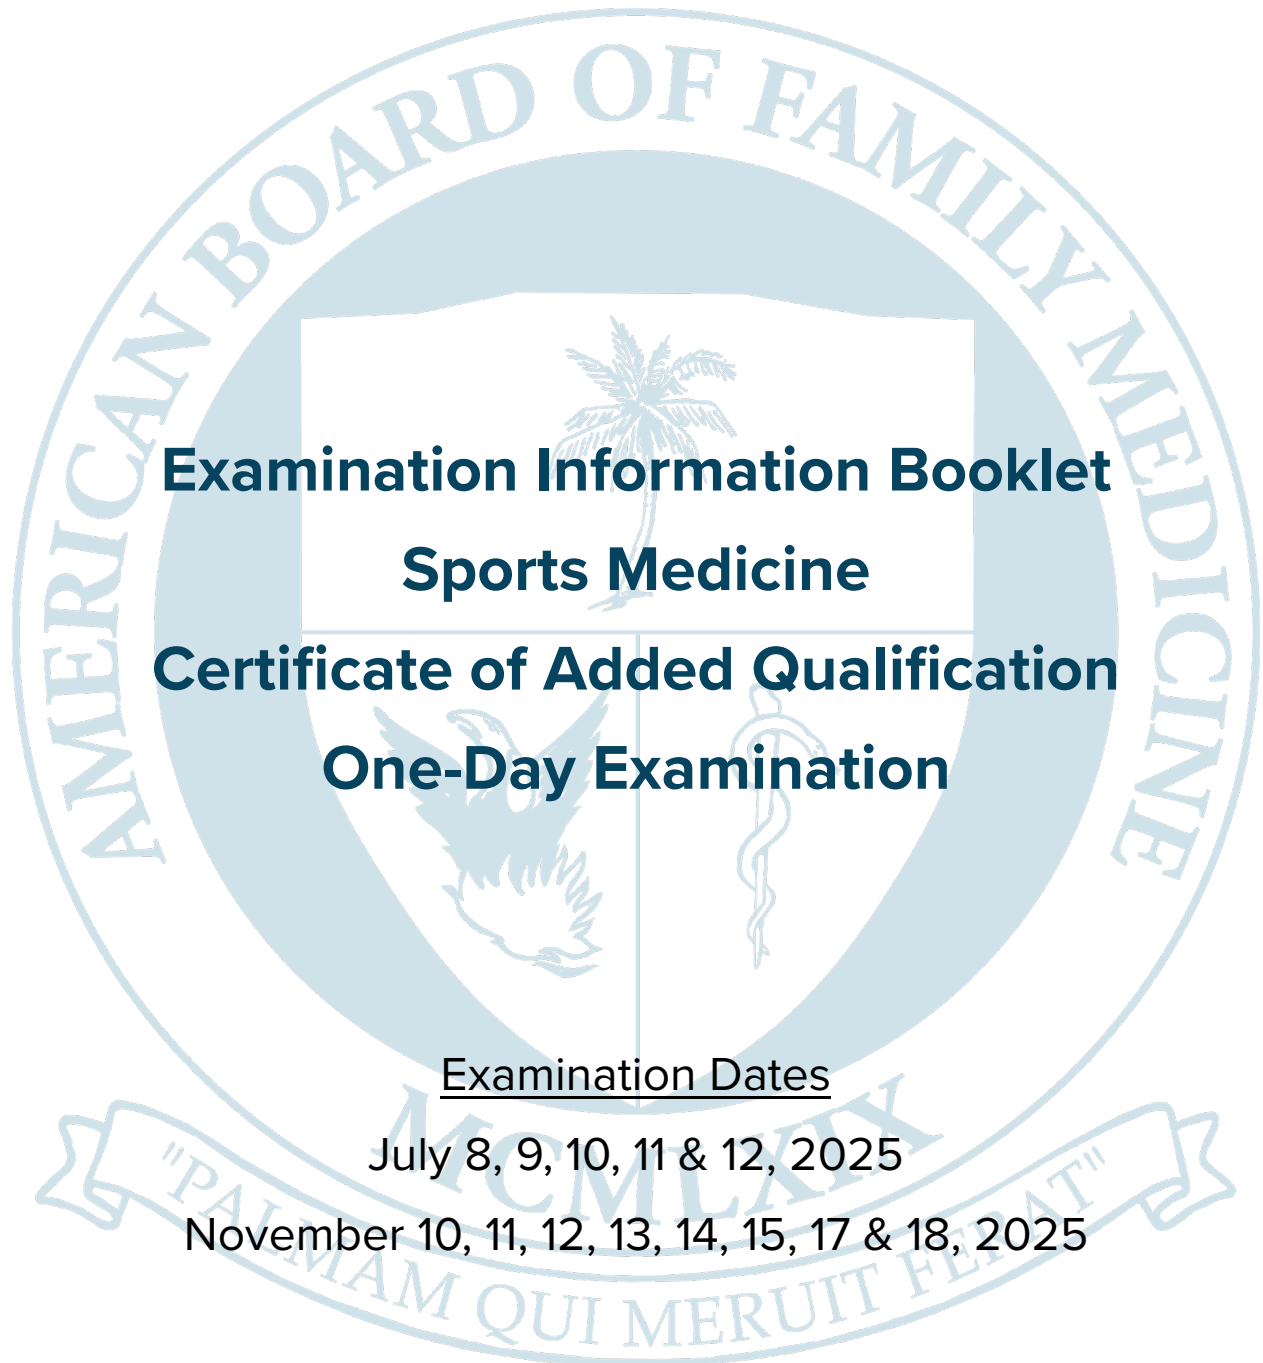 AMERICAN BOARD OF FAMILY MEDICINE
Examination Information Booklet
Sports Medicine
Certificate of Added Qualification
One-Day Examination
Examination Dates
July 8, 9, 10, 11 & 12, 2025
November 10, 11, 12, 13, 14, 15, 17 & 18, 2025
MCMLXIX
"PALMAM QUI MERUIT FERAT"